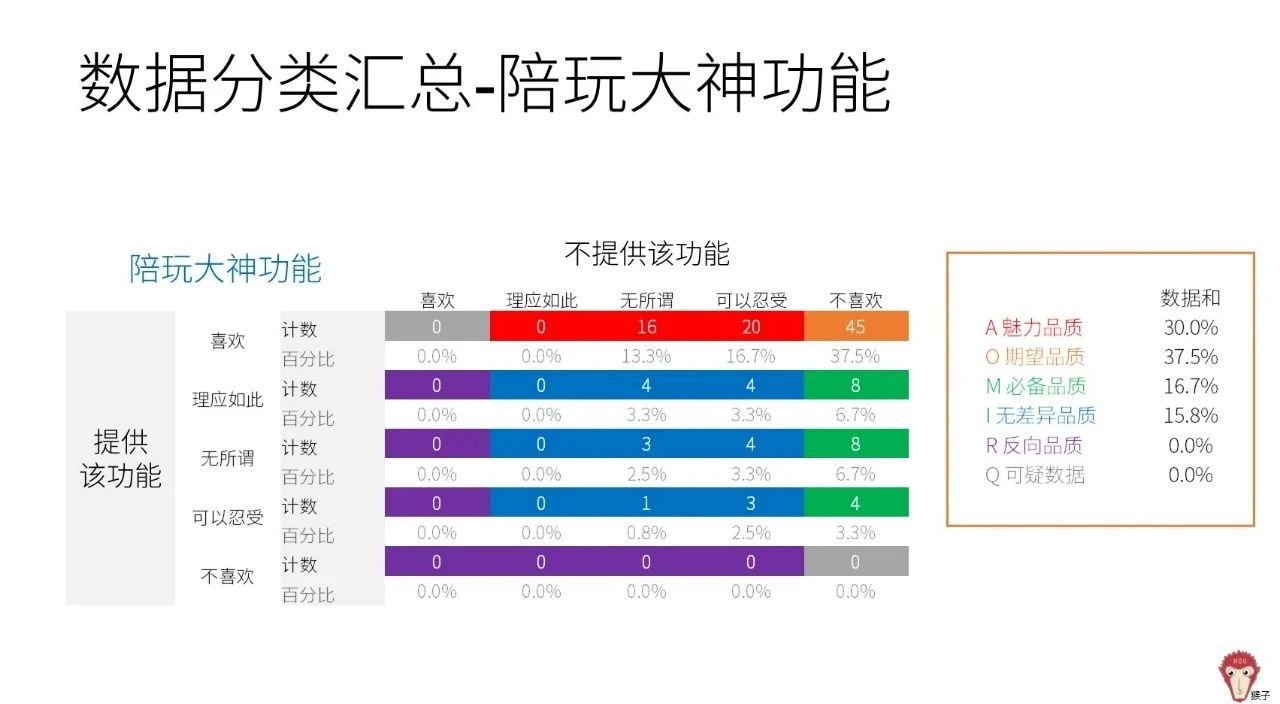 数据分类汇总-陪玩大神功能
陪玩大神功能
不提供该功能
喜欢 理应如此 无所谓 可以忍受 不喜欢
提供
该功能
喜欢 计数 0 0 16 20 45
百分比 0.0% 0.0% 13.3% 16.7% 37.5%
理应如此 计数 0 0 4 4 8
百分比 0.0% 0.0% 3.3% 3.3% 6.7%
无所谓 计数 0 0 3 4 8
百分比 0.0% 0.0% 2.5% 3.3% 6.7%
可以忍受 计数 0 0 1 3 4
百分比 0.0% 0.0% 0.8% 2.5% 3.3%
不喜欢 计数 0 0 0 0 0
百分比 0.0% 0.0% 0.0% 0.0% 0.0%
数据和
A 魅力品质 30.0%
O 期望品质 37.5%
M 必备品质 16.7%
I 无差异品质 15.8%
R 反向品质 0.0%
Q 可疑数据 0.0%
HOU
猴子